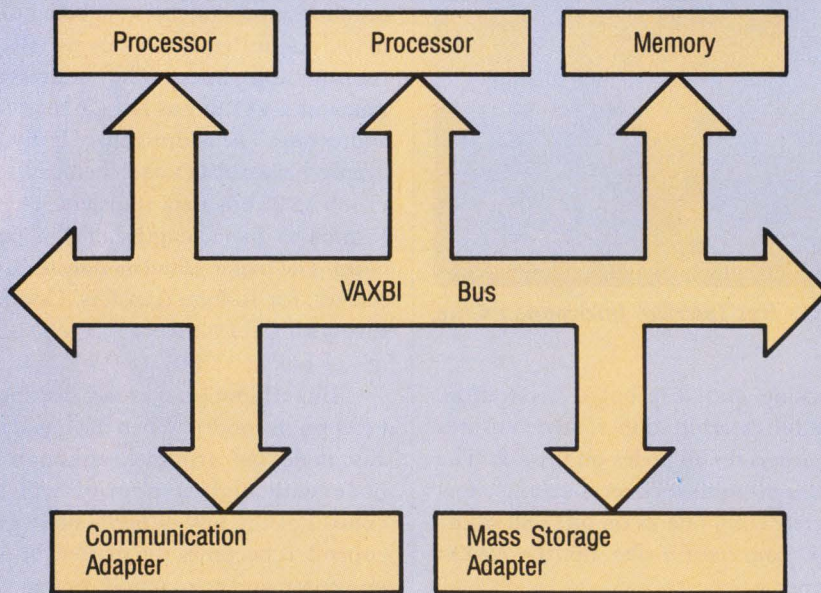 Processor
Processor
Memory
VAXBI Bus
Communication
Adapter
Mass Storage
Adapter